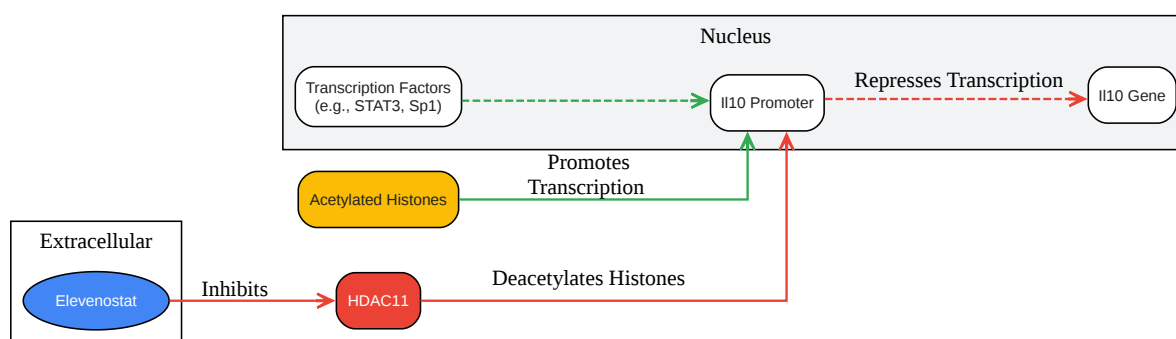 Nucleus
Transcription Factors
(e.g., STAT3, Sp1)
Il10 Promoter
Represses Transcription
Il10 Gene
Promotes
Transcription
Acetylated Histones
Extracellular
Elevenostat
Inhibits
HDAC11
Deacetylates Histones